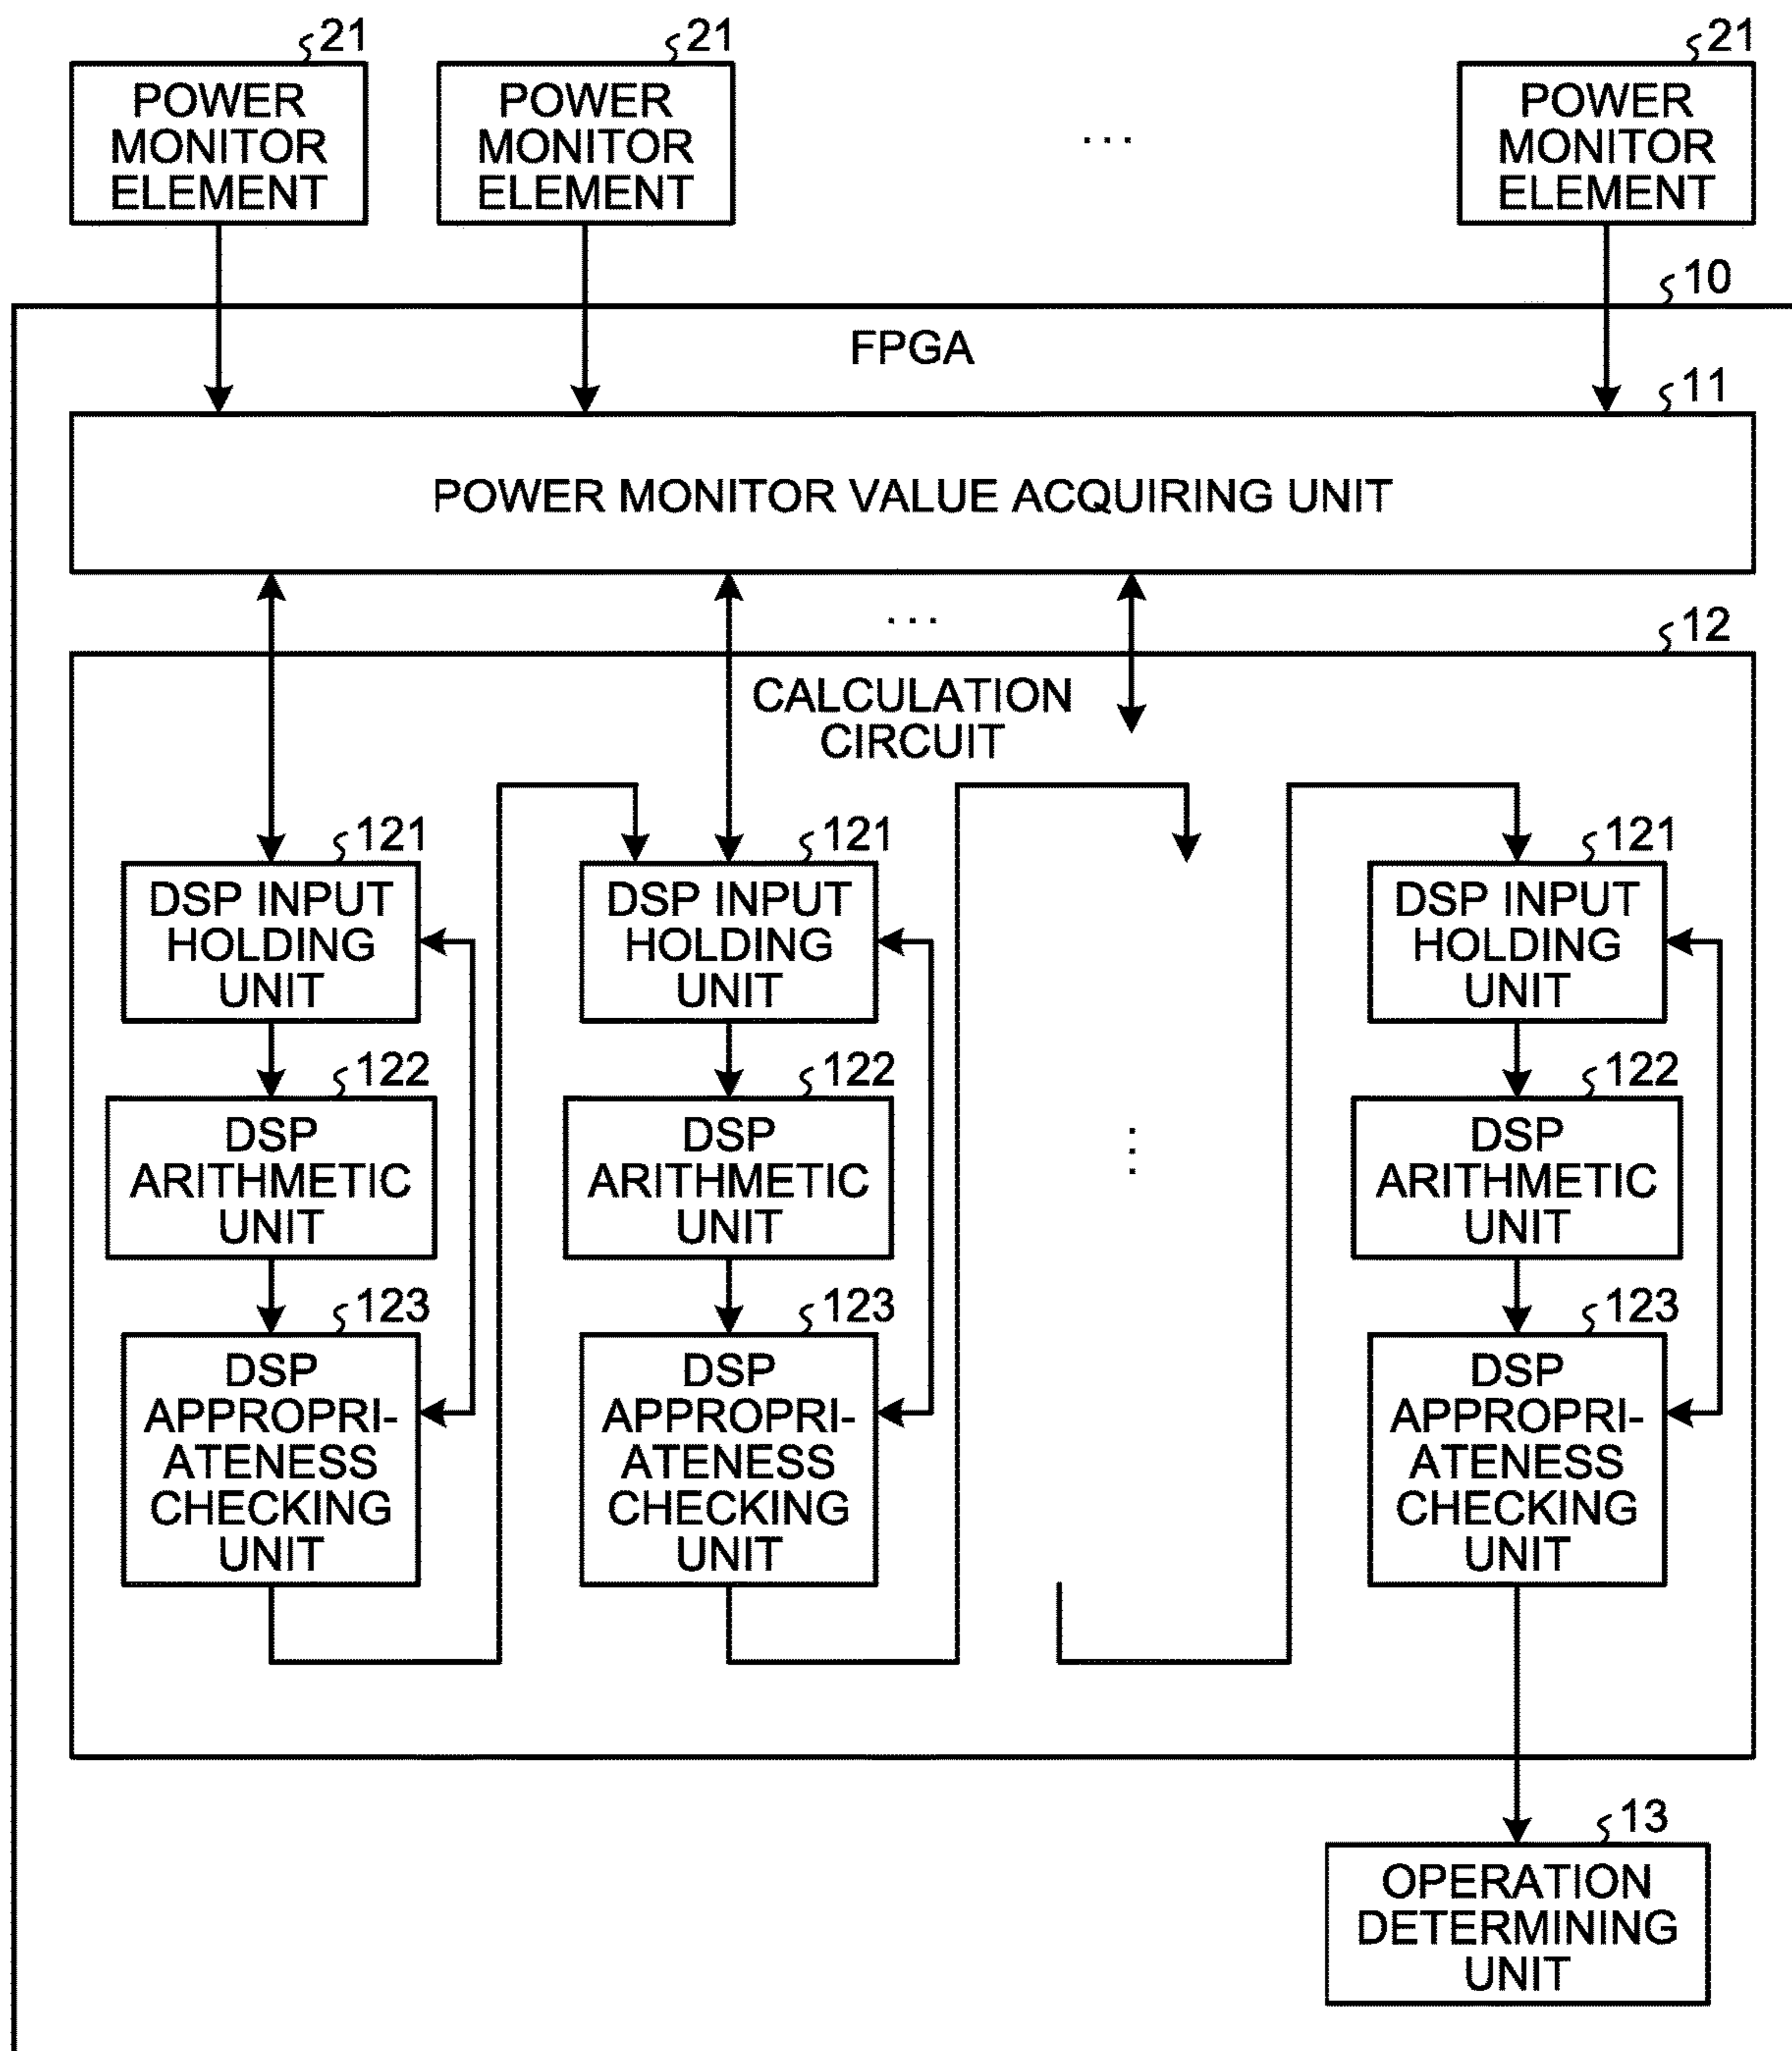 21
21
21
POWER
MONITOR
ELEMENT
POWER
MONITOR
ELEMENT
...
POWER
MONITOR
ELEMENT
10
FPGA
11
POWER MONITOR VALUE ACQUIRING UNIT
...
12
CALCULATION
CIRCUIT
121
DSP INPUT
HOLDING
UNIT
122
DSP
ARITHMETIC
UNIT
123
DSP
APPROPRI-
ATENESS
CHECKING
UNIT
121
DSP INPUT
HOLDING
UNIT
122
DSP
ARITHMETIC
UNIT
123
DSP
APPROPRI-
ATENESS
CHECKING
UNIT
...
121
DSP INPUT
HOLDING
UNIT
122
DSP
ARITHMETIC
UNIT
123
DSP
APPROPRI-
ATENESS
CHECKING
UNIT
13
OPERATION
DETERMINING
UNIT